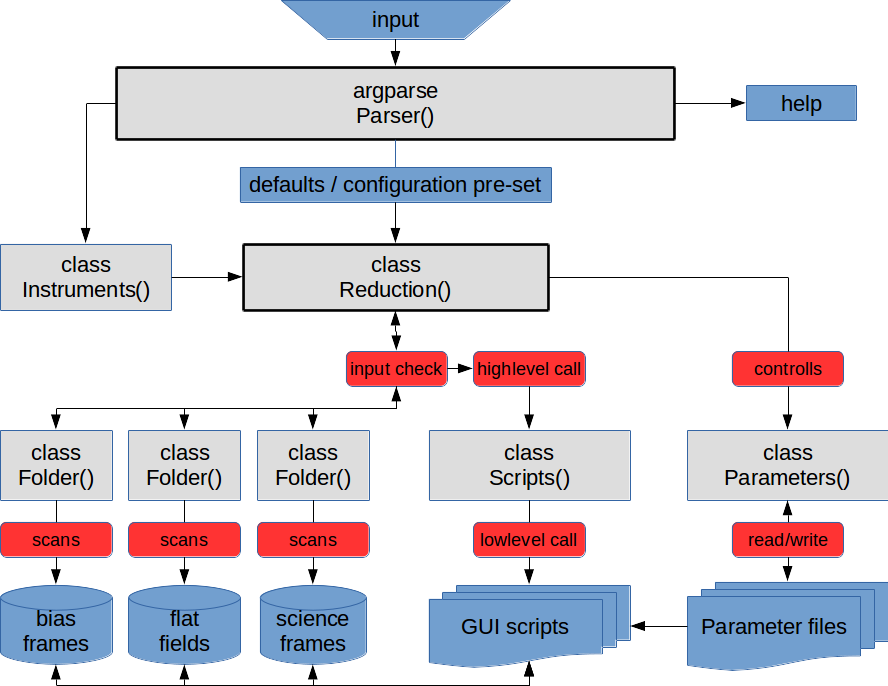 input
argparse
Parser()
help
defaults / configuration pre-set
class
Instruments()
class
Reduction()
input check
highlevel call
controlls
class
Folder()
class
Folder()
class
Folder()
class
Scripts()
class
Parameters()
scans
scans
scans
lowlevel call
read/write
bias
frames
flat
fields
science
frames
GUI scripts
Parameter files